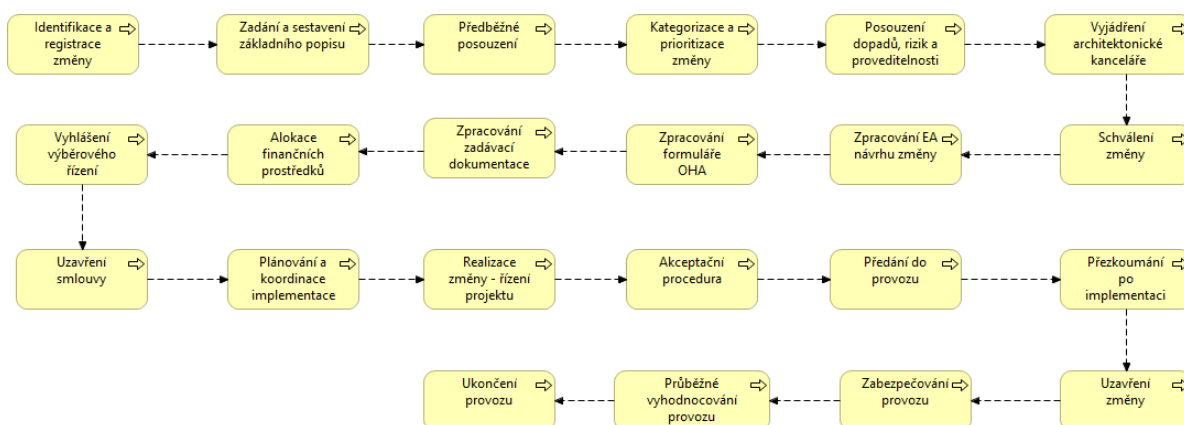 Identifikace a
registrace
změny
Zadání a sestavení
základního popisu
Předběžné
posouzení
Kategorizace a
prioritizace
změny
Posouzení
dopadů, rizik a
proveditelnosti
Vyjádření
architektonické
kanceláře
Schválení
změny
Zpracování EA
návrhu změny
Zpracování
formuláře
OHA
Zpracování
zadávací
dokumentace
Alokace
finančních
prostředků
Vyhlášení
výběrového
řízení
Uzavření
smlouvy
Plánování a
koordinace
implementace
Realizace
změny - řízení
projektu
Akceptační
procedura
Předání do
provozu
Přezkoumání
po
implementaci
Uzavření
změny
Zabezpečování
provozu
Průběžné
vyhodnocování
provozu
Ukončení
provozu